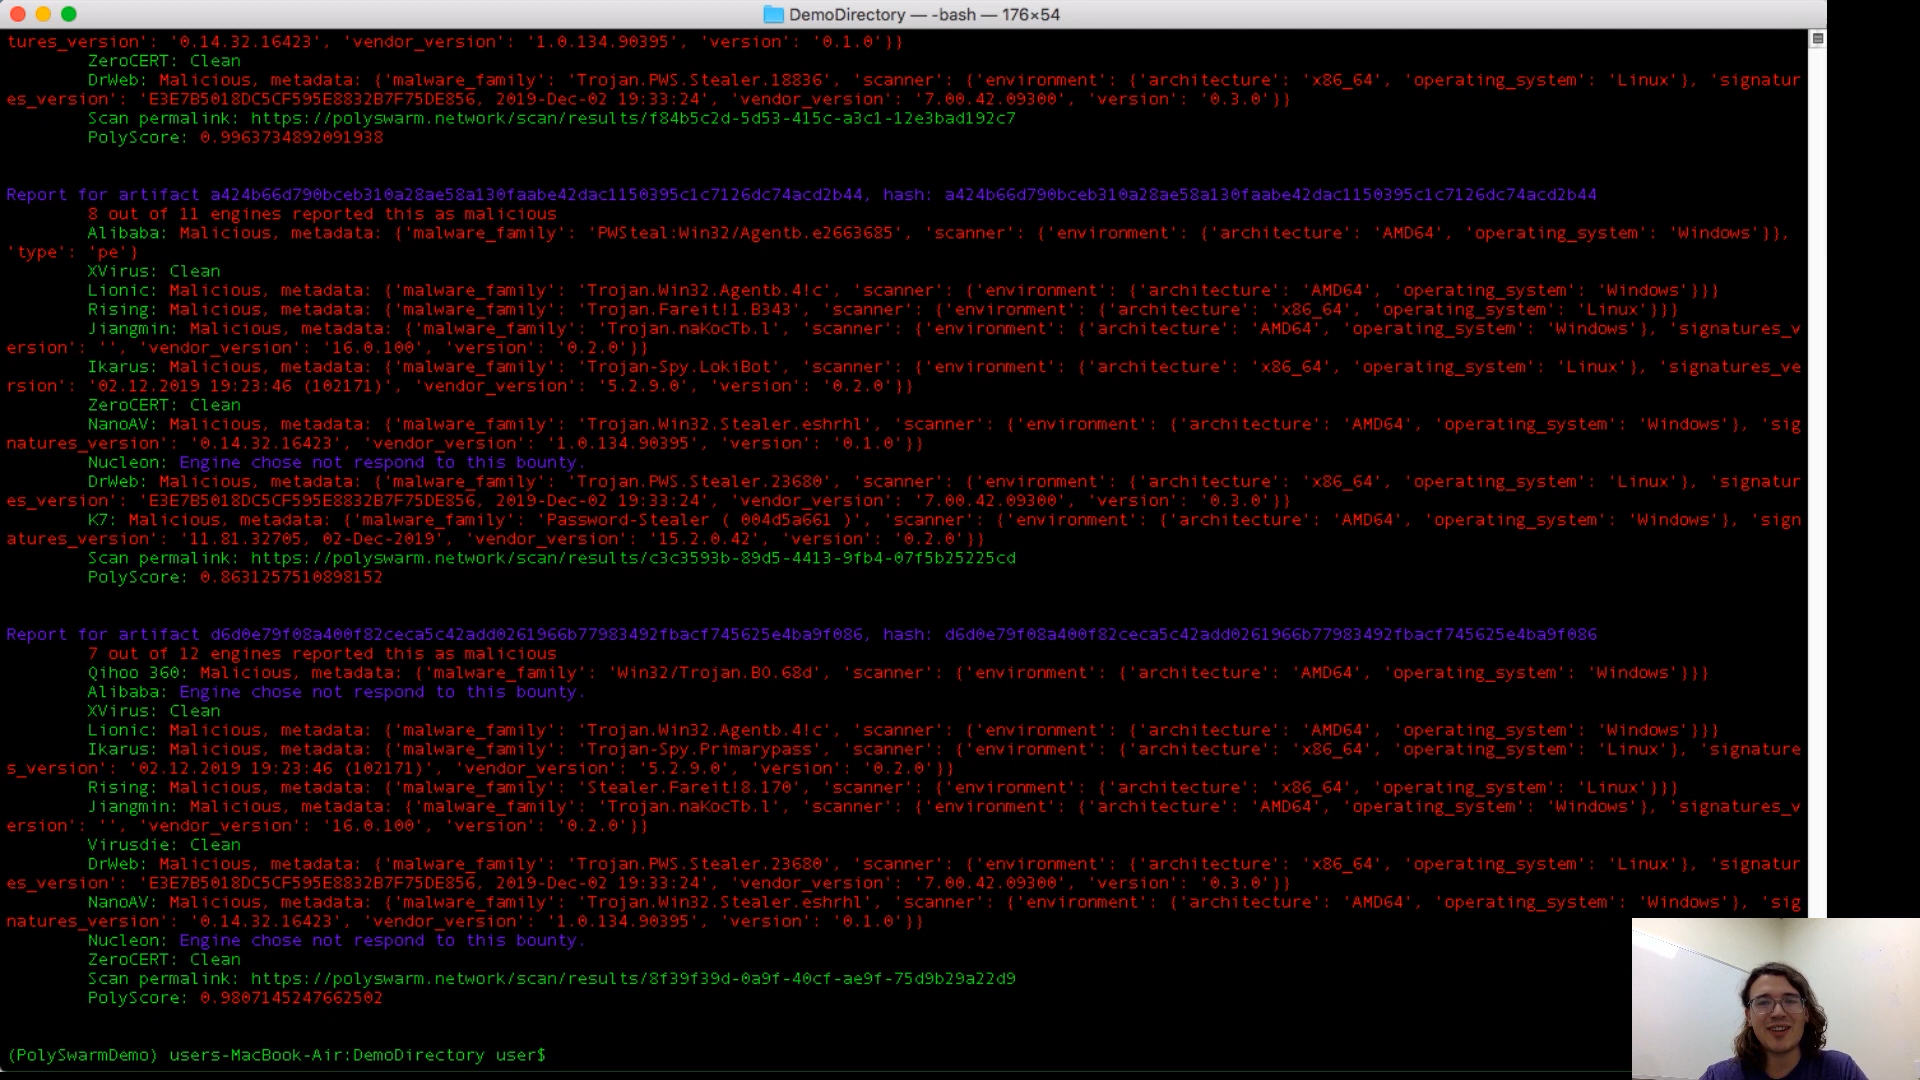 DemoDirectory — -bash — 176×54
tures_version': '0.14.32.16423', 'vendor_version': '1.0.134.90395', 'version': '0.1.0'}}
ZeroCERT: Clean
DrWeb: Malicious, metadata: {'malware_family': 'Trojan.PWS.Stealer.18836', 'scanner': {'environment': {'architecture': 'x86_64', 'operating_system': 'Linux'}, 'signatur
es_version': 'E3E7B5018DC5CF595E8832B7F75DE856, 2019-Dec-02 19:33:24', 'vendor_version': '7.00.42.09300', 'version': '0.3.0'}}
Scan permalink: https://polyswarm.network/scan/results/f84b5c2d-5d53-415c-a3c1-12e3bad192c7
PolyScore: 0.9963734892091938
Report for artifact a424b66d790bceb310a28ae58a130faabe42dac1150395c1c7126dc74acd2b44, hash: a424b66d790bceb310a28ae58a130faabe42dac1150395c1c7126dc74acd2b44
8 out of 11 engines reported this as malicious
Alibaba: Malicious, metadata: {'malware_family': 'PWSteal:Win32/Agentb.e2663685', 'scanner': {'environment': {'architecture': 'AMD64', 'operating_system': 'Windows'}},
'type': 'pe'}
XVirus: Clean
Lionic: Malicious, metadata: {'malware_family': 'Trojan.Win32.Agentb.4!c', 'scanner': {'environment': {'architecture': 'AMD64', 'operating_system': 'Windows'}}}
Rising: Malicious, metadata: {'malware_family': 'Trojan.Fareit!1.B343', 'scanner': {'environment': {'architecture': 'x86_64', 'operating_system': 'Linux'}}}
Jiangmin: Malicious, metadata: {'malware_family': 'Trojan.naKocTb.l', 'scanner': {'environment': {'architecture': 'AMD64', 'operating_system': 'Windows'}, 'signatures_v
ersion': '', 'vendor_version': '16.0.100', 'version': '0.2.0'}}
Ikarus: Malicious, metadata: {'malware_family': 'Trojan-Spy.LokiBot', 'scanner': {'environment': {'architecture': 'x86_64', 'operating_system': 'Linux'}, 'signatures_ve
rsion': '02.12.2019 19:23:46 (102171)', 'vendor_version': '5.2.9.0', 'version': '0.2.0'}}
ZeroCERT: Clean
NanoAV: Malicious, metadata: {'malware_family': 'Trojan.Win32.Stealer.eshrhl', 'scanner': {'environment': {'architecture': 'AMD64', 'operating_system': 'Windows'}, 'sig
natures_version': '0.14.32.16423', 'vendor_version': '1.0.134.90395', 'version': '0.1.0'}}
Nucleon: Engine chose not respond to this bounty.
DrWeb: Malicious, metadata: {'malware_family': 'Trojan.PWS.Stealer.23680', 'scanner': {'environment': {'architecture': 'x86_64', 'operating_system': 'Linux'}, 'signatur
es_version': 'E3E7B5018DC5CF595E8832B7F75DE856, 2019-Dec-02 19:33:24', 'vendor_version': '7.00.42.09300', 'version': '0.3.0'}}
K7: Malicious, metadata: {'malware_family': 'Password-Stealer ( 004d5a661 )', 'scanner': {'environment': {'architecture': 'AMD64', 'operating_system': 'Windows'}, 'sign
atures_version': '11.81.32705, 02-Dec-2019', 'vendor_version': '15.2.0.42', 'version': '0.2.0'}}
Scan permalink: https://polyswarm.network/scan/results/c3c3593b-89d5-4413-9fb4-07f5b25225cd
PolyScore: 0.8631257510898152
Report for artifact d6d0e79f08a400f82ceca5c42add0261966b77983492fbacf745625e4ba9f086, hash: d6d0e79f08a400f82ceca5c42add0261966b77983492fbacf745625e4ba9f086
7 out of 12 engines reported this as malicious
Qihoo 360: Malicious, metadata: {'malware_family': 'Win32/Trojan.B0.68d', 'scanner': {'environment': {'architecture': 'AMD64', 'operating_system': 'Windows'}}}
Alibaba: Engine chose not respond to this bounty.
XVirus: Clean
Lionic: Malicious, metadata: {'malware_family': 'Trojan.Win32.Agentb.4!c', 'scanner': {'environment': {'architecture': 'AMD64', 'operating_system': 'Windows'}}}
Ikarus: Malicious, metadata: {'malware_family': 'Trojan-Spy.Primarypass', 'scanner': {'environment': {'architecture': 'x86_64', 'operating_system': 'Linux'}, 'signature
s_version': '02.12.2019 19:23:46 (102171)', 'vendor_version': '5.2.9.0', 'version': '0.2.0'}}
Rising: Malicious, metadata: {'malware_family': 'Stealer.Fareit!8.170', 'scanner': {'environment': {'architecture': 'x86_64', 'operating_system': 'Linux'}}}
Jiangmin: Malicious, metadata: {'malware_family': 'Trojan.naKocTb.l', 'scanner': {'environment': {'architecture': 'AMD64', 'operating_system': 'Windows'}, 'signatures_v
ersion': '', 'vendor_version': '16.0.100', 'version': '0.2.0'}}
Virusdie: Clean
DrWeb: Malicious, metadata: {'malware_family': 'Trojan.PWS.Stealer.23680', 'scanner': {'environment': {'architecture': 'x86_64', 'operating_system': 'Linux'}, 'signatur
es_version': 'E3E7B5018DC5CF595E8832B7F75DE856, 2019-Dec-02 19:33:24', 'vendor_version': '7.00.42.09300', 'version': '0.3.0'}}
NanoAV: Malicious, metadata: {'malware_family': 'Trojan.Win32.Stealer.eshrhl', 'scanner': {'environment': {'architecture': 'AMD64', 'operating_system': 'Windows'}, 'sig
natures_version': '0.14.32.16423', 'vendor_version': '1.0.134.90395', 'version': '0.1.0'}}
Nucleon: Engine chose not respond to this bounty.
ZeroCERT: Clean
Scan permalink: https://polyswarm.network/scan/results/8f39f39d-0a9f-40cf-ae9f-75d9b29a22d9
PolyScore: 0.9807145247662502
(PolySwarmDemo) users-MacBook-Air:DemoDirectory user$